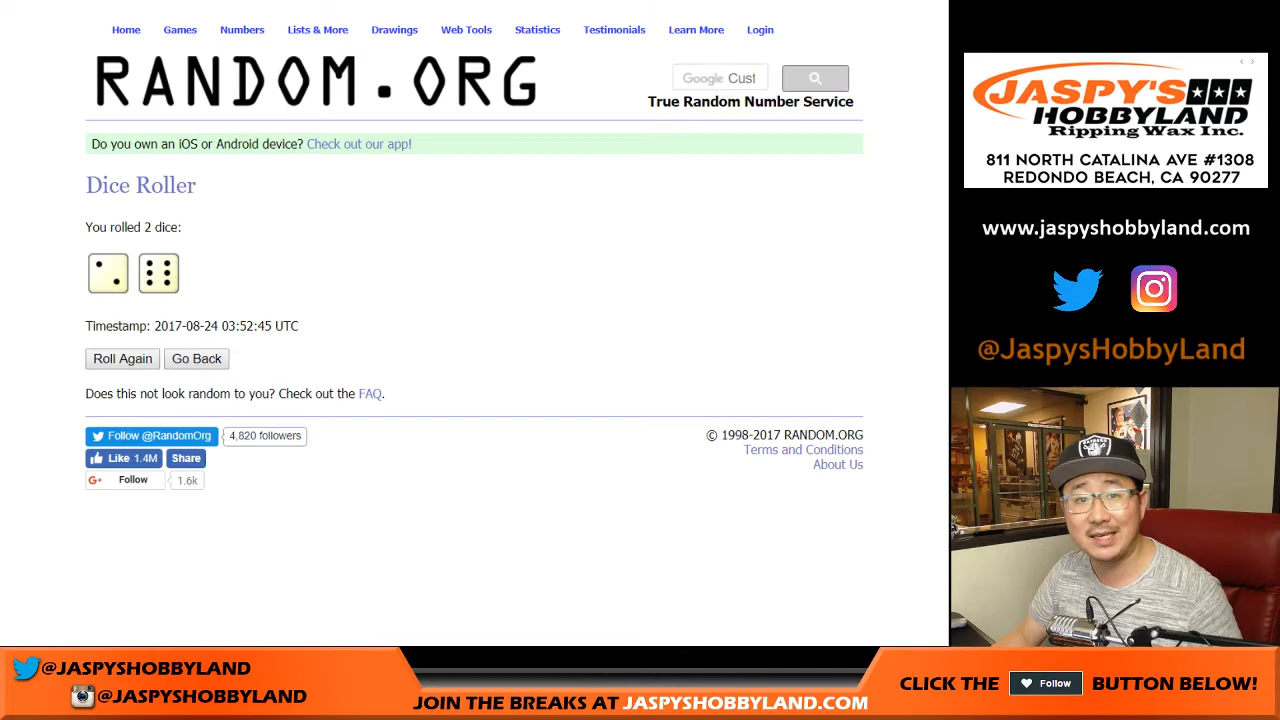 Home Games Numbers Lists & More Drawings Web Tools Statistics Testimonials Learn More Login
RANDOM.ORG
Google Cust
True Random Number Service
Do you own an iOS or Android device? Check out our app!
Dice Roller
You rolled 2 dice:
Timestamp: 2017-08-24 03:52:45 UTC
Roll Again Go Back
Does this not look random to you? Check out the FAQ.
Follow @RandomOrg 4,820 followers
Like 1.4M Share
G+ Follow 1.6k
© 1998-2017 RANDOM.ORG
Terms and Conditions
About Us
JASPY'S
HOBBYLAND
Ripping Wax Inc.
811 NORTH CATALINA AVE #1308
REDONDO BEACH, CA 90277
www.jaspyshobbyland.com
@JaspysHobbyLand
RAIDERS
@JASPYSHOBBYLAND
@JASPYSHOBBYLAND
JOIN THE BREAKS AT JASPYSHOBBYLAND.COM
CLICK THE Follow BUTTON BELOW!